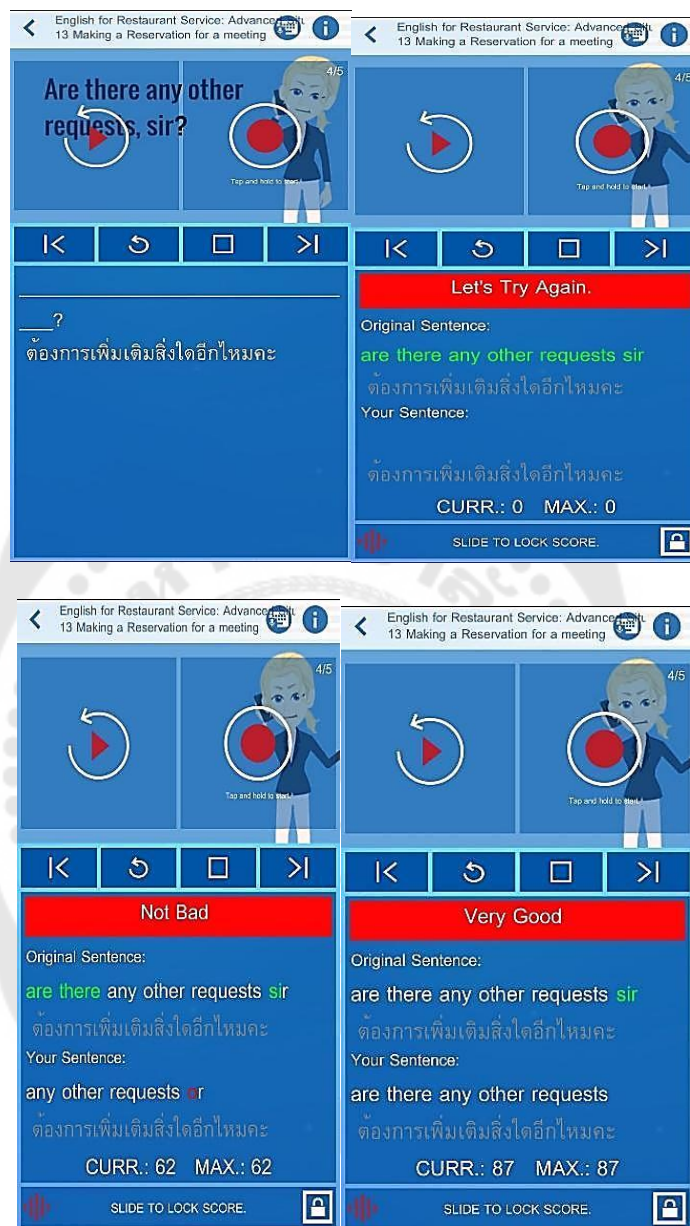 English for Restaurant Service: Advanced Situ.
13 Making a Reservation for a meeting
4/5
Are there any other
requests, sir?
Tap and hold to start!
?
ต้องการเพิ่มเติมสิ่งใดอีกไหมคะ
English for Restaurant Service: Advanced Situ.
13 Making a Reservation for a meeting
4/5
Tap and hold to start!
Let's Try Again.
Original Sentence:
are there any other requests sir
ต้องการเพิ่มเติมสิ่งใดอีกไหมคะ
Your Sentence:
ต้องการเพิ่มเติมสิ่งใดอีกไหมคะ
CURR.: 0 MAX.: 0
SLIDE TO LOCK SCORE.
English for Restaurant Service: Advanced Situ.
13 Making a Reservation for a meeting
4/5
Tap and hold to start!
Not Bad
Original Sentence:
are there any other requests sir
ต้องการเพิ่มเติมสิ่งใดอีกไหมคะ
Your Sentence:
any other requests or
ต้องการเพิ่มเติมสิ่งใดอีกไหมคะ
CURR.: 62 MAX.: 62
SLIDE TO LOCK SCORE.
English for Restaurant Service: Advanced Situ.
13 Making a Reservation for a meeting
4/5
Tap and hold to start!
Very Good
Original Sentence:
are there any other requests sir
ต้องการเพิ่มเติมสิ่งใดอีกไหมคะ
Your Sentence:
are there any other requests
ต้องการเพิ่มเติมสิ่งใดอีกไหมคะ
CURR.: 87 MAX.: 87
SLIDE TO LOCK SCORE.